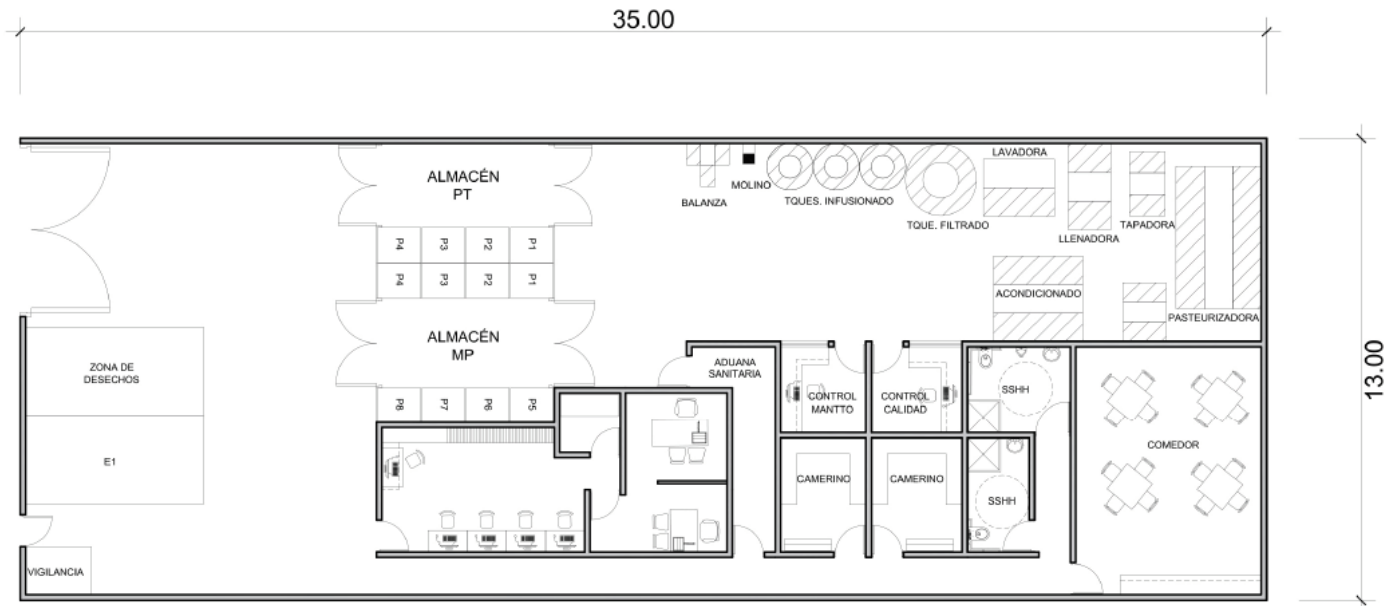 35.00
13.00
ALMACÉN
PT
P4
P3
P2
P1
P4
P3
P2
P1
ALMACÉN
MP
P8
P7
P6
P5
BALANZA
MOLINO
TQUES. INFUSIONADO
TQUE. FILTRADO
LAVADORA
LLENADORA
TAPADORA
PASTEURIZADORA
ACONDICIONADO
ZONA DE
DESECHOS
E1
VIGILANCIA
ADUANA
SANITARIA
CONTROL
MANTTO
CONTROL
CALIDAD
SSHH
CAMERINO
CAMERINO
SSHH
COMEDOR